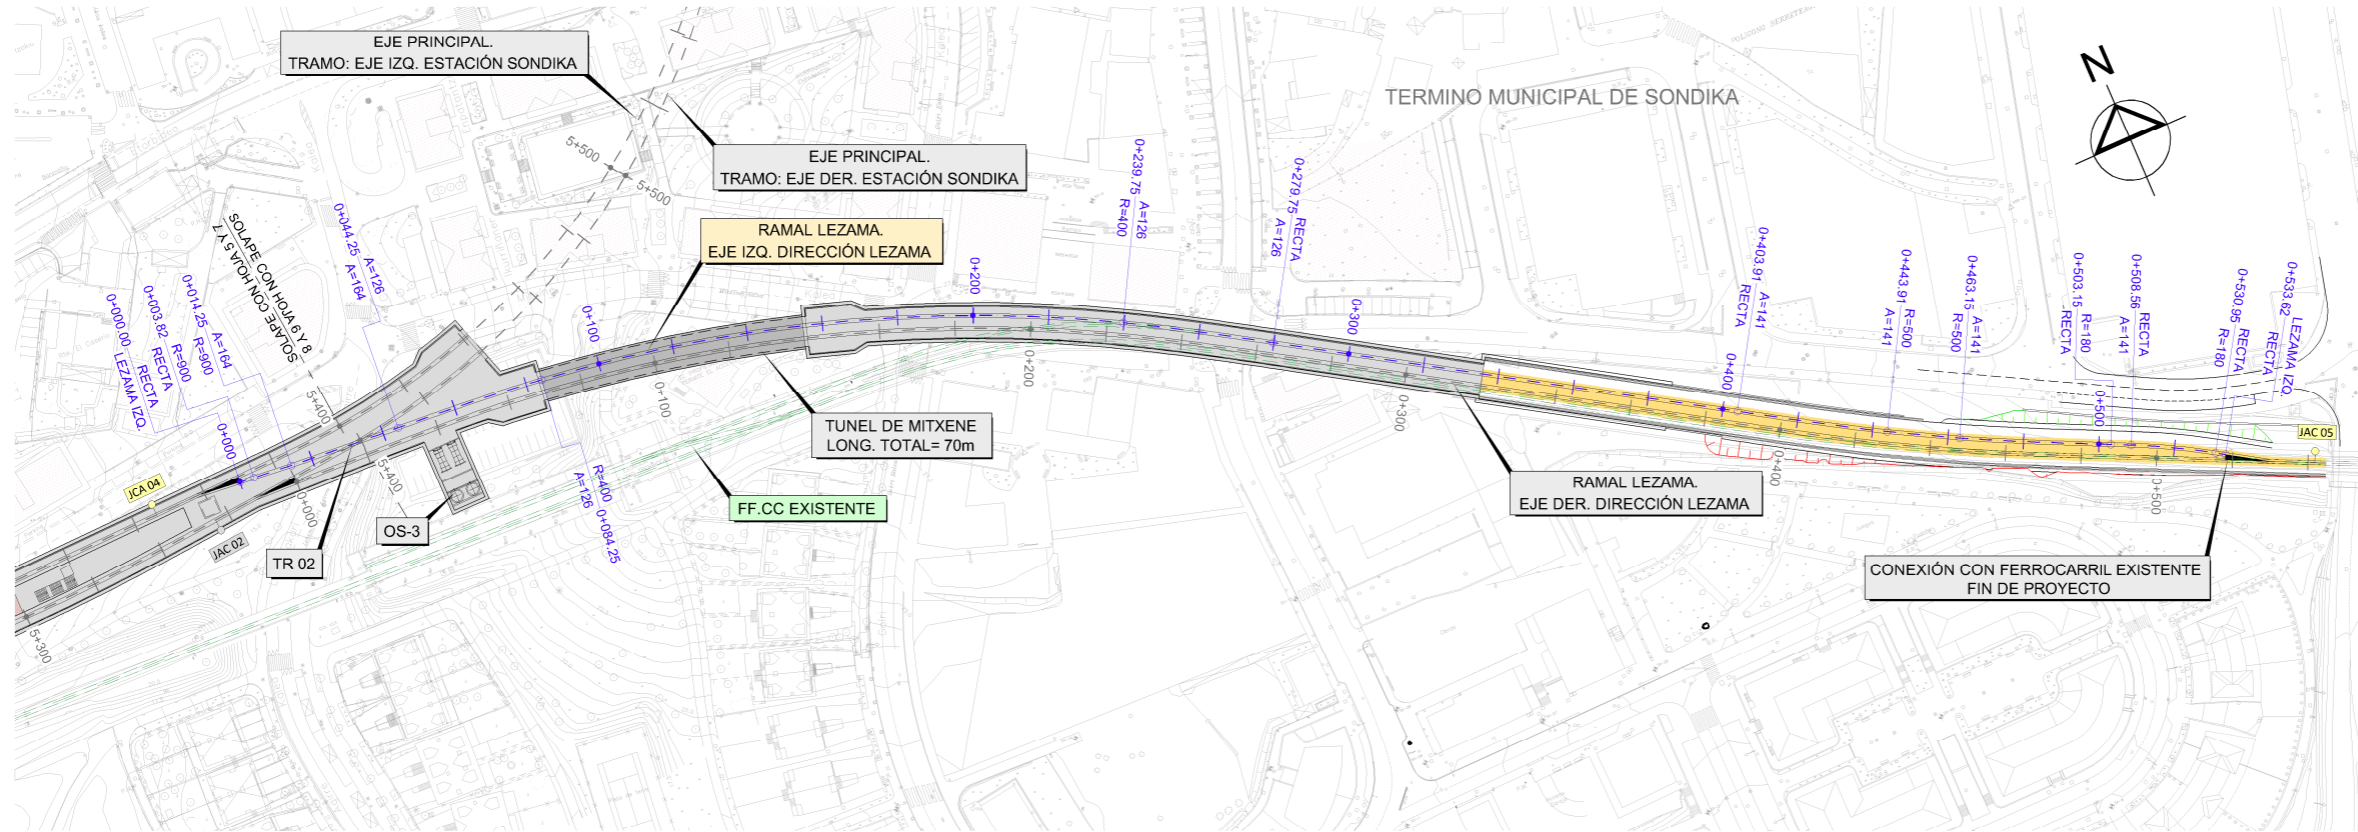 EJE PRINCIPAL.
TRAMO: EJE IZQ. ESTACIÓN SONDIKA
EJE PRINCIPAL.
TRAMO: EJE DER. ESTACIÓN SONDIKA
TERMINO MUNICIPAL DE SONDIKA
N
RAMAL LEZAMA.
EJE IZQ. DIRECCIÓN LEZAMA
5+500
5+500
SOLAPE CON HOJA 6 Y 8
SOLAPE CON HOJA 5 Y 7
0+000.00 LEZAMA IZQ.
RECTA
0+003.82 RECTA
R=900
0+014.25 A=164
R=900
0+044.25 A=126
A=164
R=400 0+084.25
A=126
0+239.75 A=126
R=400
0+279.75 RECTA
A=126
0+403.91 A=141
RECTA
0+443.91 R=500
A=141
0+463.15 A=141
R=500
0+503.15 R=180
RECTA
0+508.56 RECTA
A=141
0+530.95 RECTA
R=180
0+533.62 LEZAMA IZQ.
RECTA
0+000
0+100
0+200
0+300
0+400
0+500
5+300
5+400
5+400
0+000
0+100
0+200
0+300
0+400
0+500
JCA 04
JAC 02
JAC 05
TR 02
OS-3
TUNEL DE MITXENE
LONG. TOTAL= 70m
FF.CC EXISTENTE
RAMAL LEZAMA.
EJE DER. DIRECCIÓN LEZAMA
CONEXIÓN CON FERROCARRIL EXISTENTE
FIN DE PROYECTO